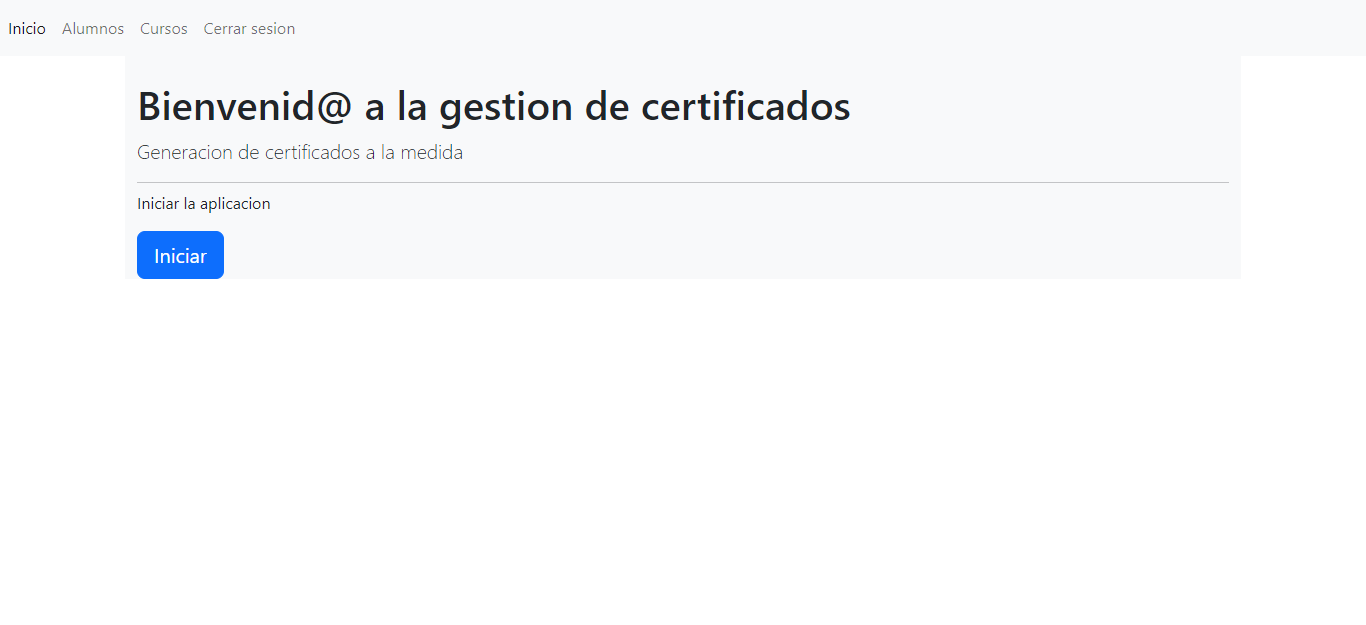 Inicio Alumnos Cursos Cerrar sesion
Bienvenid@ a la gestion de certificados
Generacion de certificados a la medida
Iniciar la aplicacion
Iniciar